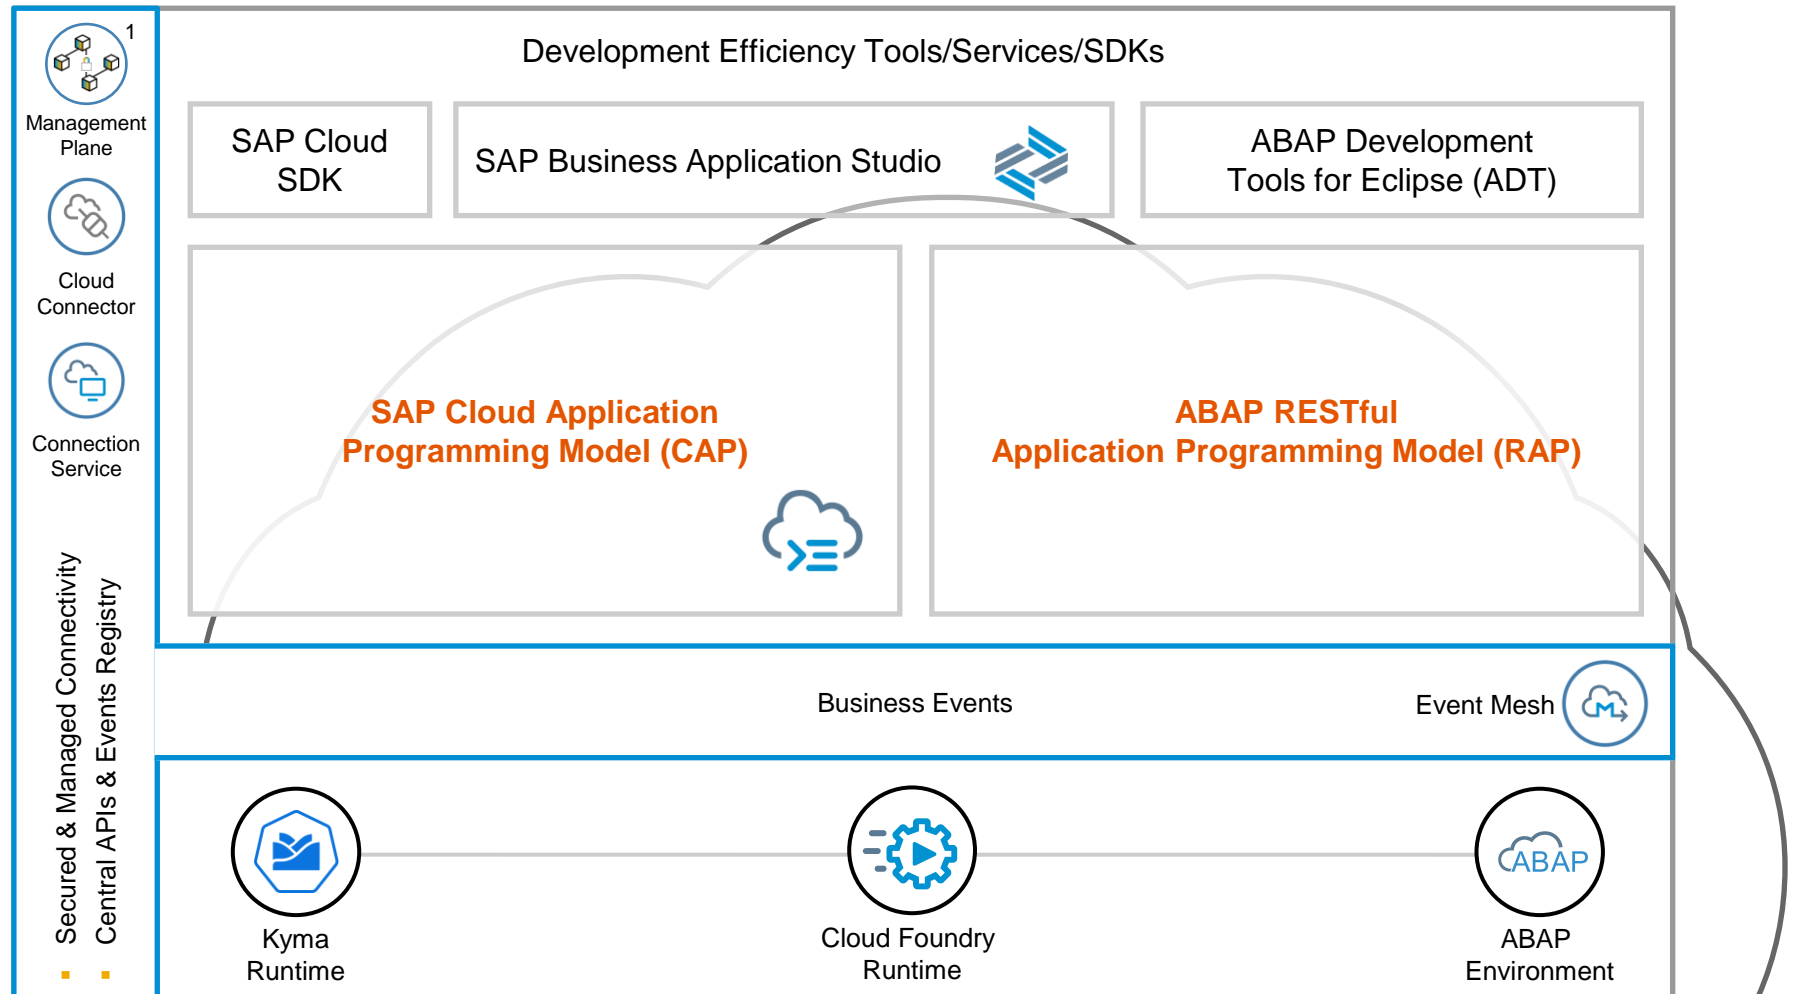 1
Management
Plane
Cloud
Connector
Connection
Service
Secured & Managed Connectivity
Central APIs & Events Registry
Development Efficiency Tools/Services/SDKs
SAP Cloud
SDK
SAP Business Application Studio
ABAP Development
Tools for Eclipse (ADT)
SAP Cloud Application
Programming Model (CAP)
ABAP RESTful
Application Programming Model (RAP)
Business Events
Event Mesh
M
ABAP
Kyma
Runtime
Cloud Foundry
Runtime
ABAP
Environment